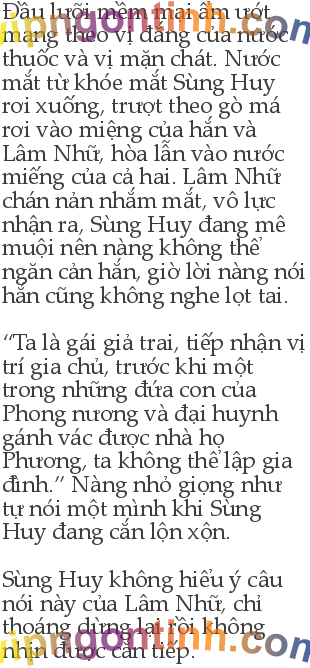 Đầu lưỡi mềm mại ẩm ướt
mang theo vị đắng của nước
thuốc và vị mặn chát. Nước
mắt từ khóe mắt Sùng Huy
rơi xuống, trượt theo gò má
rơi vào miệng của hắn và
Lâm Nhữ, hòa lẫn vào nước
miếng của cả hai. Lâm Nhữ
chán nản nhắm mắt, vô lực
nhận ra, Sùng Huy đang mê
muội nên nàng không thể
ngăn cản hắn, giờ lời nàng nói
hắn cũng không nghe lọt tai.
“Ta là gái giả trai, tiếp nhận vị
trí gia chủ, trước khi một
trong những đứa con của
Phong nương và đại huynh
gánh vác được nhà họ
Phương, ta không thể lập gia
đình.” Nàng nhỏ giọng như
tự nói một mình khi Sùng
Huy đang cắn lộn xộn.
Sùng Huy không hiểu ý câu
nói này của Lâm Nhữ, chỉ
thoáng dừng lại rồi không
nhịn được cắn tiếp.
vipngontinh.com
vipngontinh.com